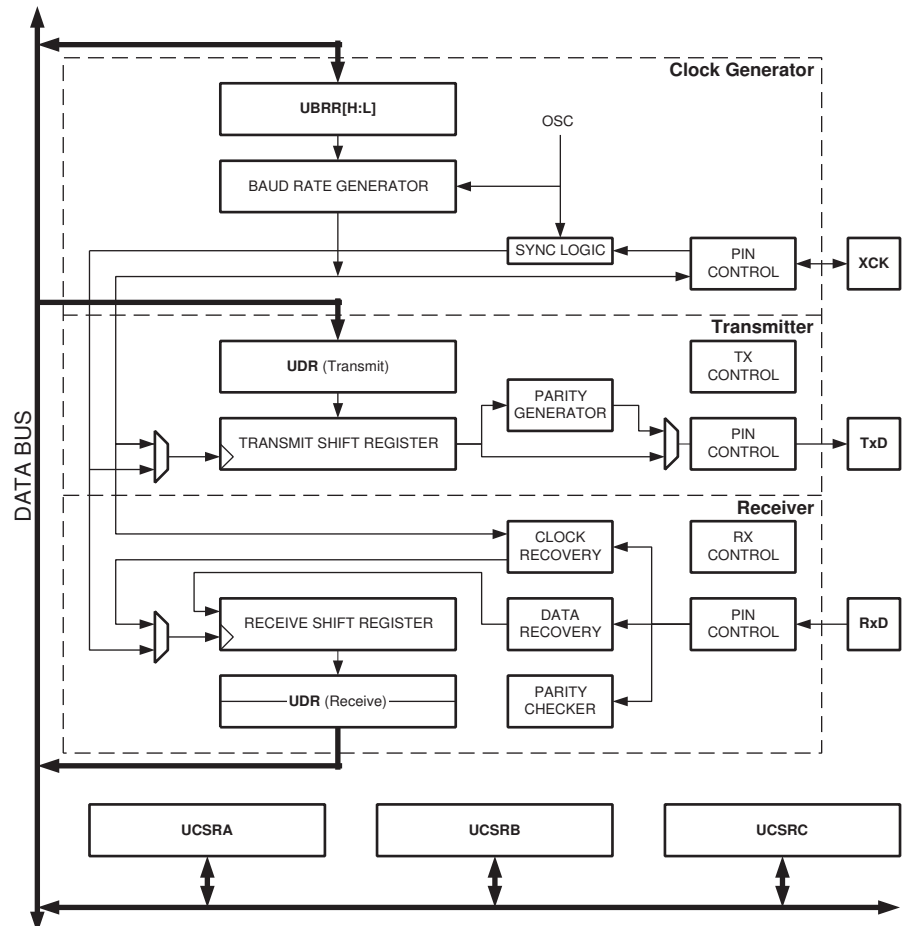 Clock Generator
UBRR[H:L]
OSC
BAUD RATE GENERATOR
SYNC LOGIC
PIN
CONTROL
XCK
Transmitter
UDR (Transmit)
TX
CONTROL
PARITY
GENERATOR
TRANSMIT SHIFT REGISTER
PIN
CONTROL
TxD
DATA BUS
Receiver
CLOCK
RECOVERY
RX
CONTROL
RECEIVE SHIFT REGISTER
DATA
RECOVERY
PIN
CONTROL
RxD
UDR (Receive)
PARITY
CHECKER
UCSRA
UCSRB
UCSRC